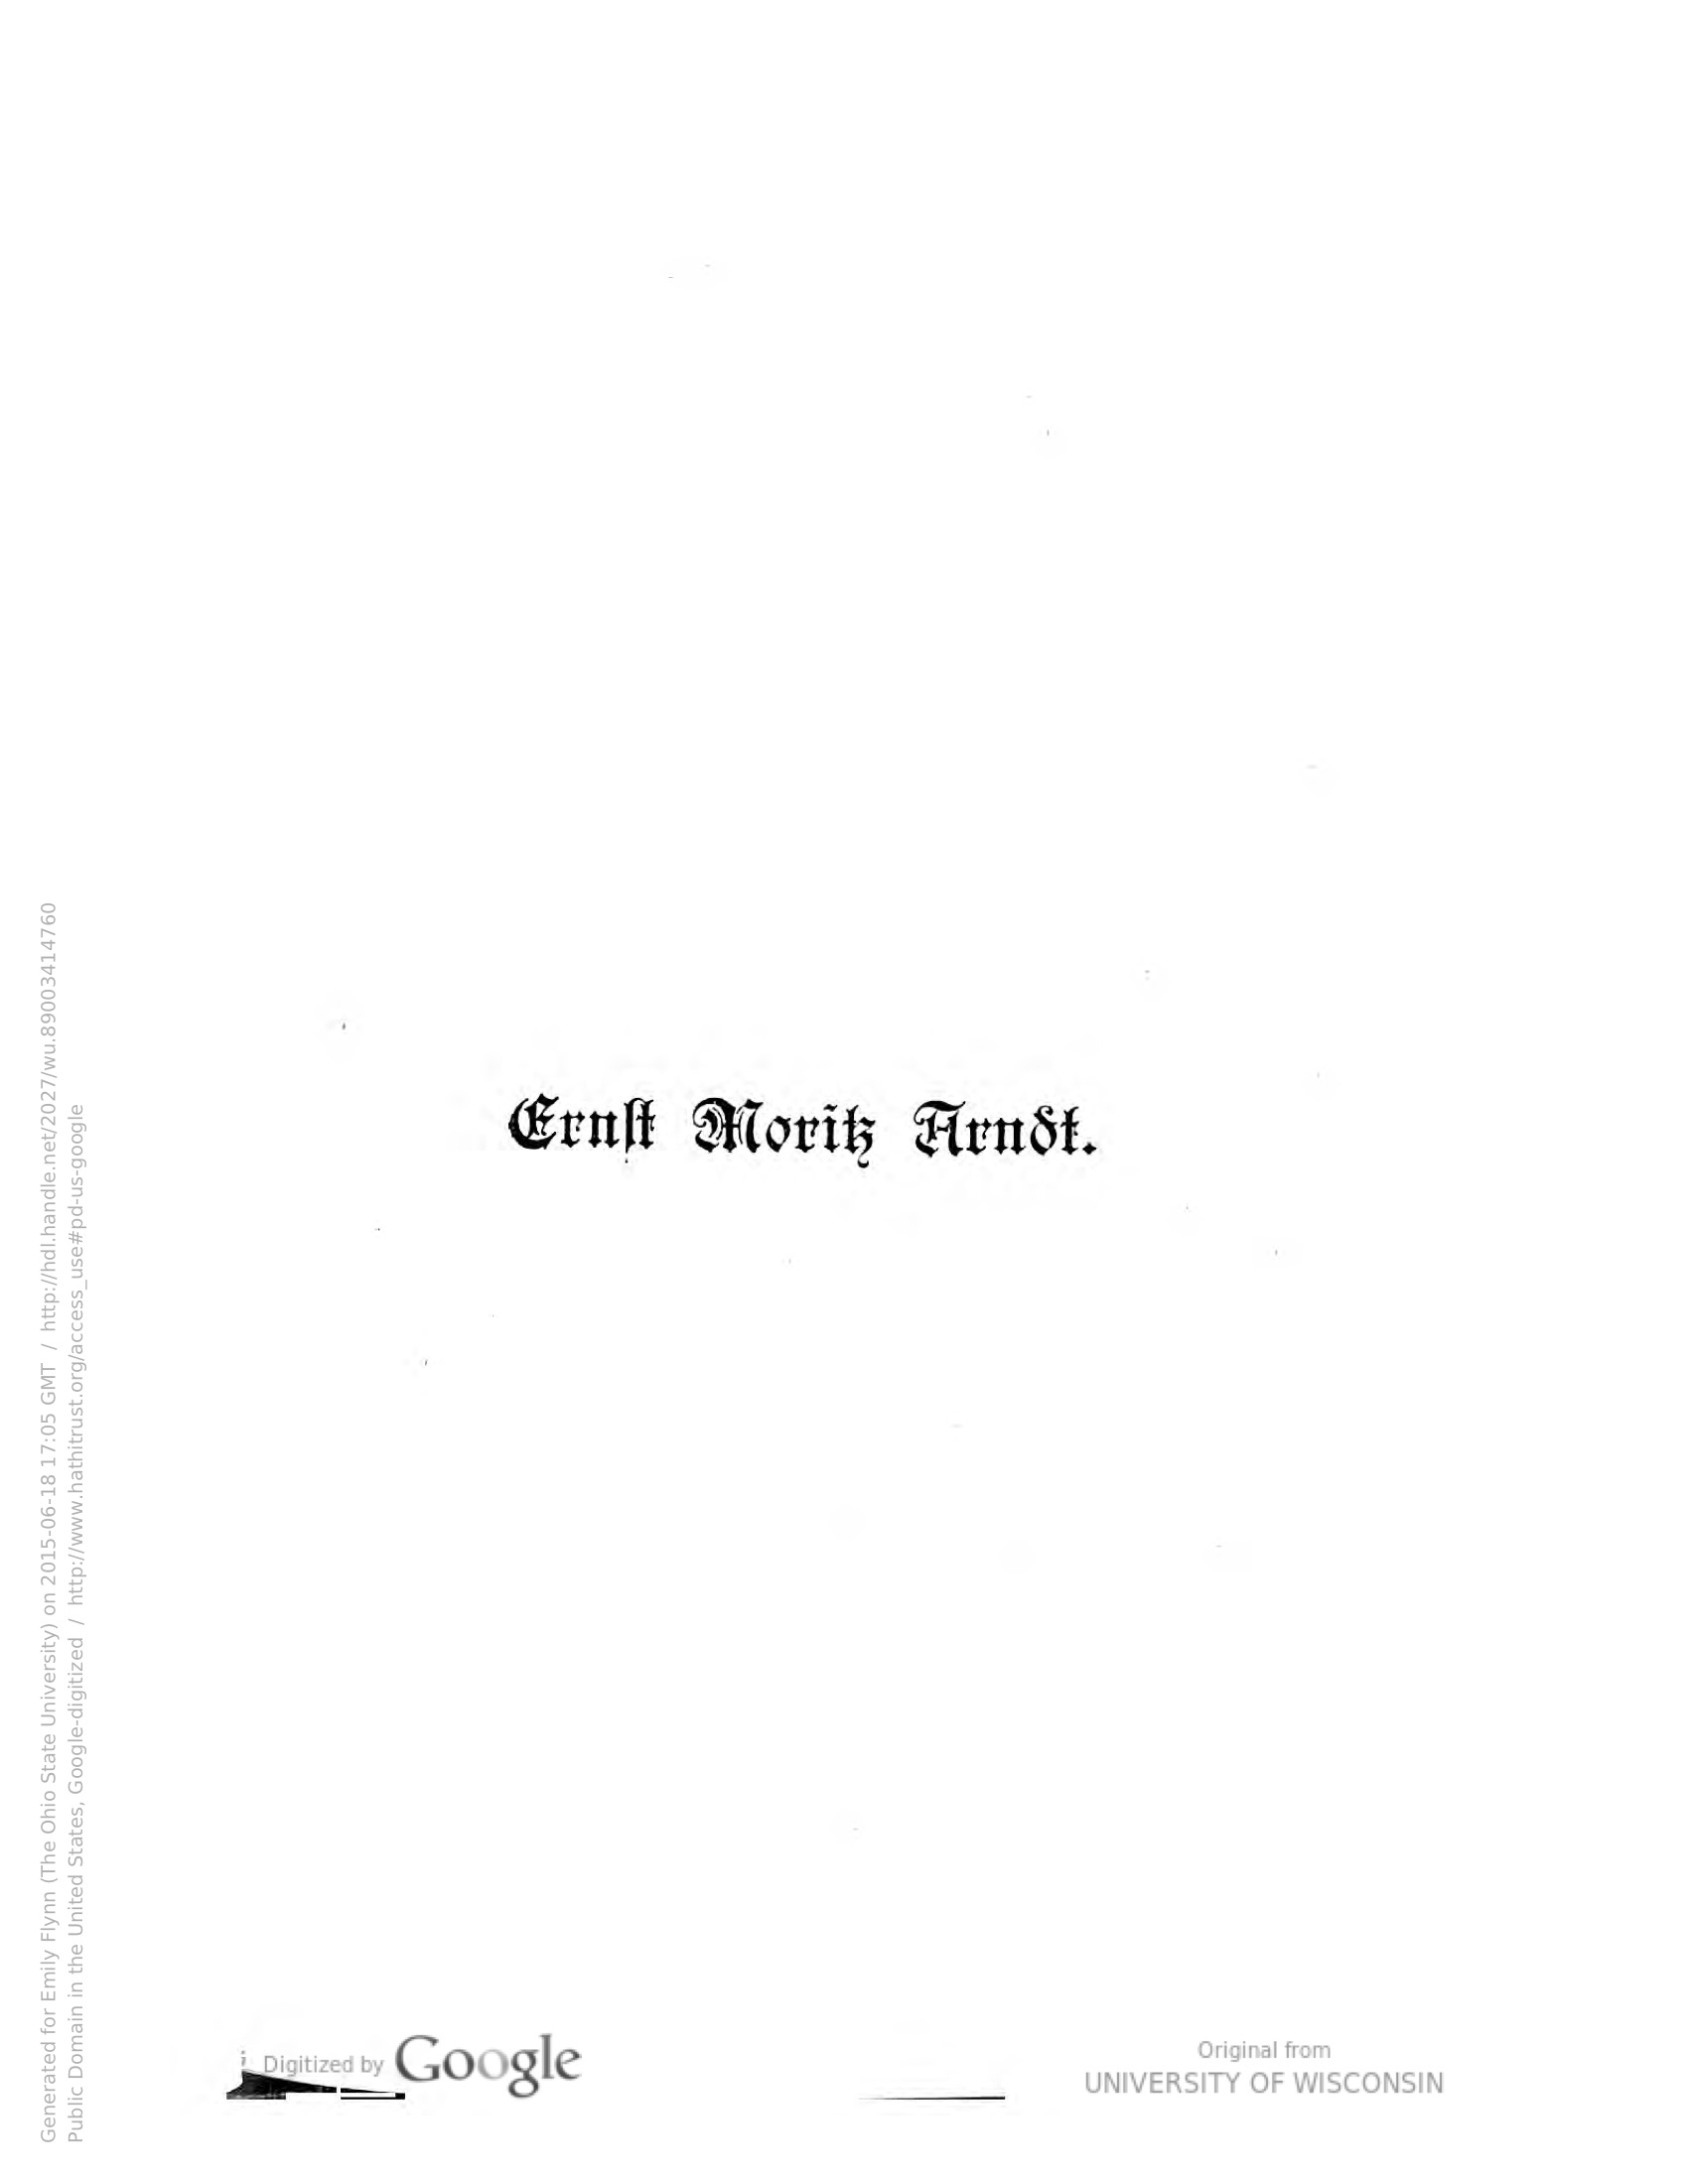 Ernst Moritz Arndt.
Generated for Emily Flynn (The Ohio State University) on 2015-06-18 17:05 GMT / http://hdl.handle.net/2027/wu.89003414760
Public Domain in the United States, Google-digitized / http://www.hathitrust.org/access_use#pd-us-google
Digitized by Google
Original from
UNIVERSITY OF WISCONSIN